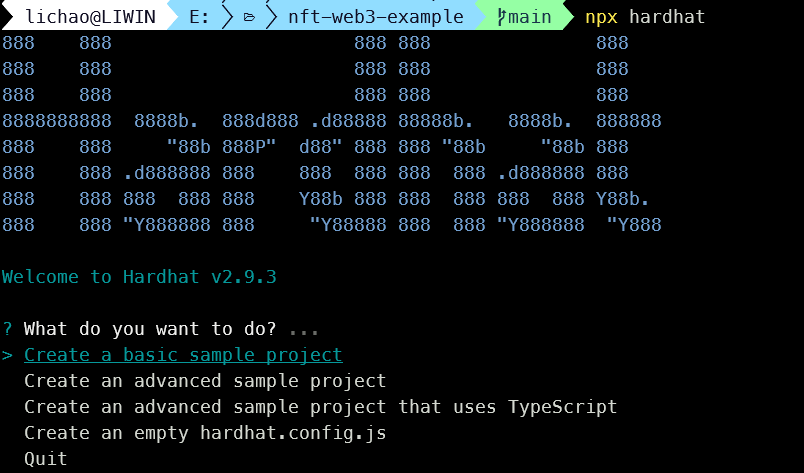 lichao@LIWIN E: nft-web3-example main npx hardhat
888    888                      888 888               888
888    888                      888 888               888
888    888                      888 888               888
8888888888  8888b.  888d888 .d88888 88888b.   8888b.  888888
888    888     "88b 888P"  d88" 888 888 "88b     "88b 888
888    888 .d888888 888    888  888 888  888 .d888888 888
888    888 888  888 888    Y88b 888 888  888 888  888 Y88b.
888    888 "Y888888 888     "Y88888 888  888 "Y888888  "Y888
Welcome to Hardhat v2.9.3
? What do you want to do? ...
> Create a basic sample project
Create an advanced sample project
Create an advanced sample project that uses TypeScript
Create an empty hardhat.config.js
Quit